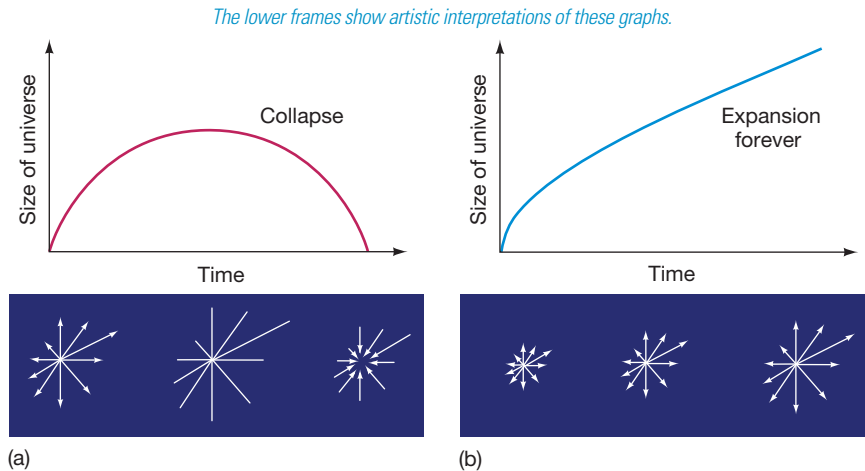 The lower frames show artistic interpretations of these graphs.
Size of universe
Collapse
Time
(a)
Size of universe
Expansion
forever
Time
(b)